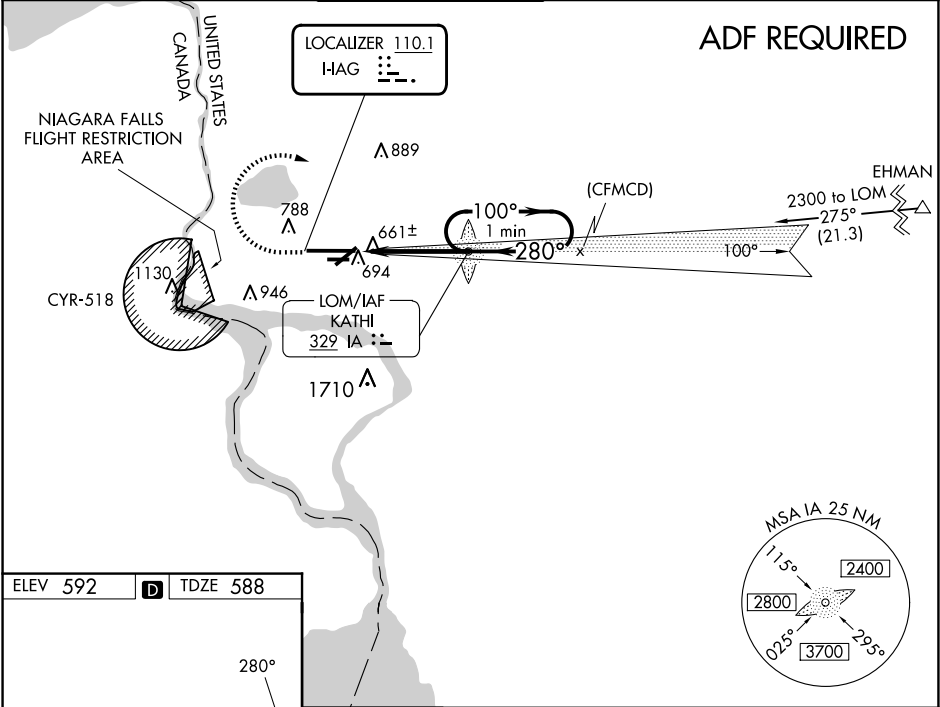 ADF REQUIRED
LOCALIZER 110.1
I-IAG
UNITED STATES
CANADA
NIAGARA FALLS
FLIGHT RESTRICTION
AREA
889
EHMAN
(CFMCD)
2300 to LOM
275°
(21.3)
788
100°
1 min
661±
280°
x
100°
694
1130
CYR-518
946
LOM/IAF
KATHI
329 IA
1710
MSA IA 25 NM
115°
2400
2800
025°
3700
295°
ELEV 592 D TDZE 588
280°